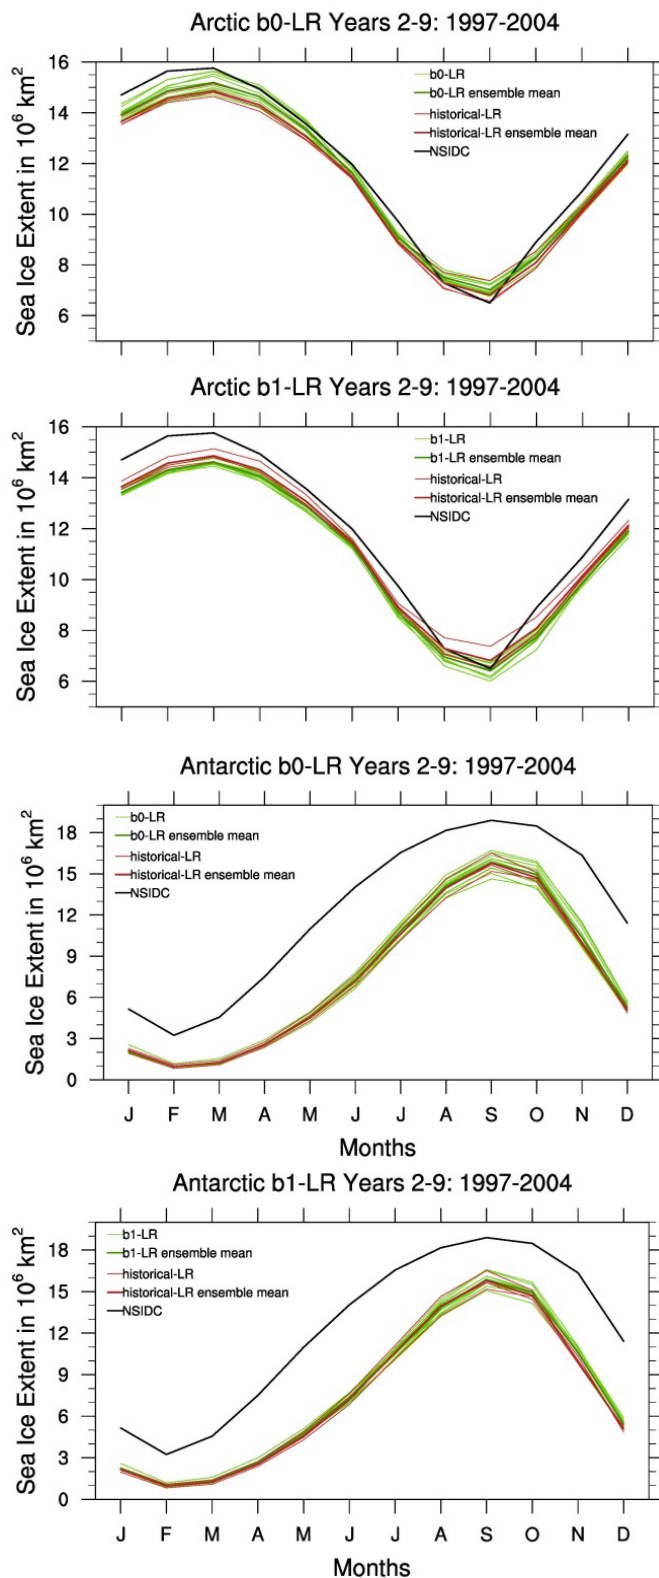 Arctic b0-LR Years 2-9: 1997-2004
Sea Ice Extent in 10⁶ km²
16
14
12
10
8
6
b0-LR
b0-LR ensemble mean
historical-LR
historical-LR ensemble mean
NSIDC
Arctic b1-LR Years 2-9: 1997-2004
Sea Ice Extent in 10⁶ km²
16
14
12
10
8
6
b1-LR
b1-LR ensemble mean
historical-LR
historical-LR ensemble mean
NSIDC
Antarctic b0-LR Years 2-9: 1997-2004
Sea Ice Extent in 10⁶ km²
18
15
12
9
6
3
0
b0-LR
b0-LR ensemble mean
historical-LR
historical-LR ensemble mean
NSIDC
J F M A M J J A S O N D
Months
Antarctic b1-LR Years 2-9: 1997-2004
Sea Ice Extent in 10⁶ km²
18
15
12
9
6
3
0
b1-LR
b1-LR ensemble mean
historical-LR
historical-LR ensemble mean
NSIDC
J F M A M J J A S O N D
Months